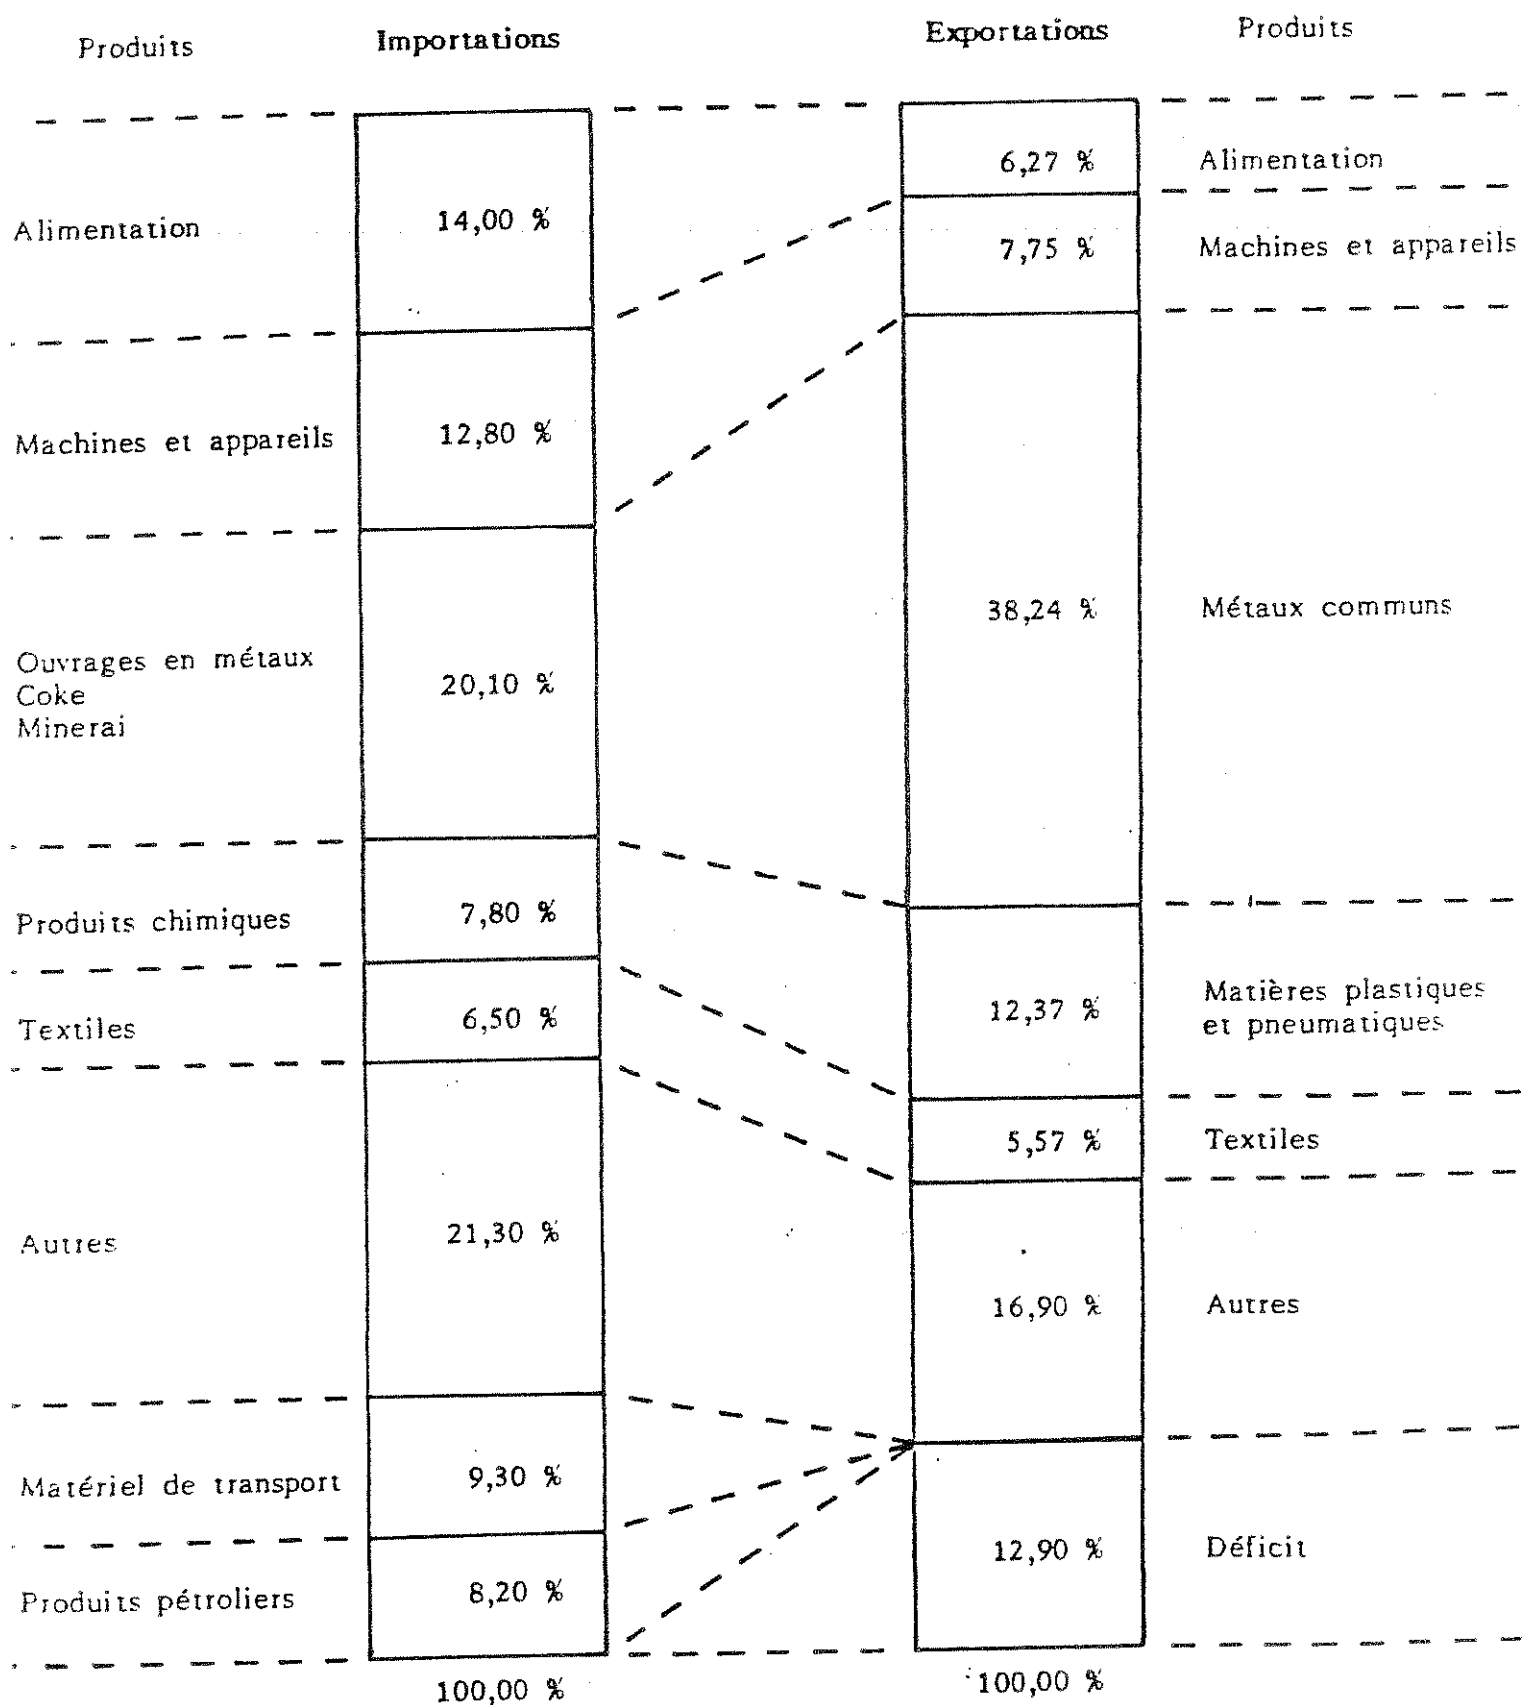 Produits Importations Exportations Produits
6,27 % Alimentation
Alimentation 14,00 %
7,75 % Machines et appareils
Machines et appareils 12,80 %
38,24 % Métaux communs
Ouvrages en métaux
Coke
Minerai
20,10 %
Produits chimiques 7,80 %
Matières plastiques
et pneumatiques
12,37 %
Textiles 6,50 %
5,57 % Textiles
Autres 21,30 %
16,90 % Autres
Matériel de transport 9,30 %
12,90 % Déficit
Produits pétroliers 8,20 %
100,00 % 100,00 %